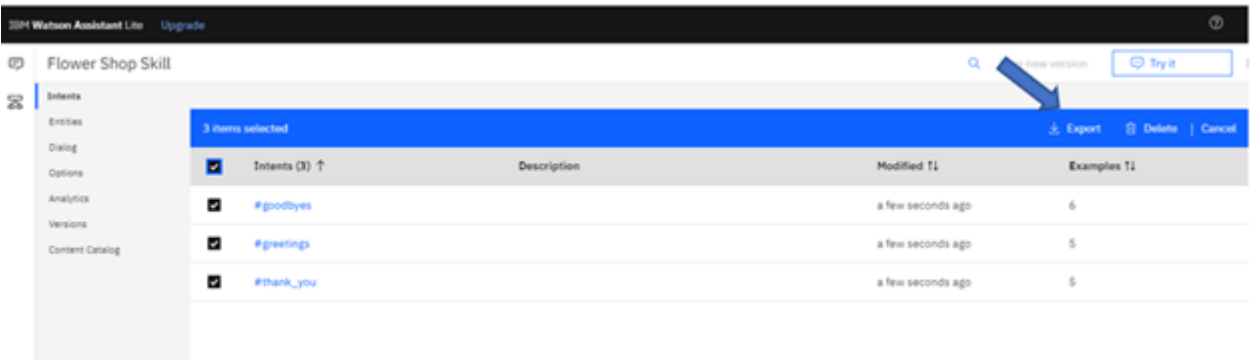 IBM Watson Assistant Lite Upgrade
Flower Shop Skill
new version Try it
Intents
Entities
Dialog
Options
Analytics
Versions
Content Catalog
3 items selected Export Delete | Cancel
Intents (3) ↑ Description Modified ↑↓ Examples ↑↓
#goodbyes a few seconds ago 6
#greetings a few seconds ago 5
#thank_you a few seconds ago 5